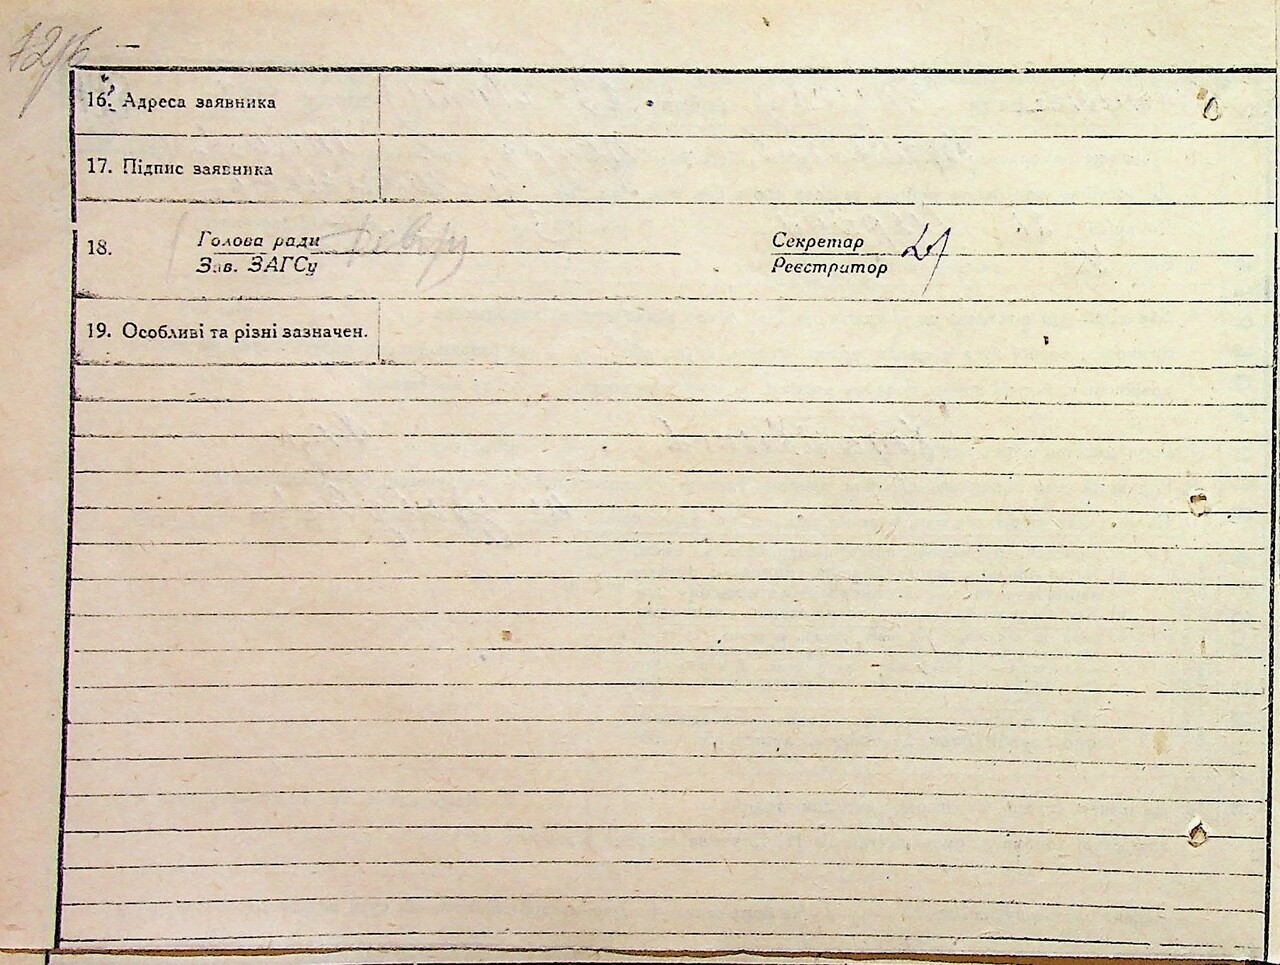 16. Адреса заявника
17. Підпис заявника
18. Голова ради
Зав. ЗАГСу
Секретар
Реєстратор
19. Особливі та різні зазначен.